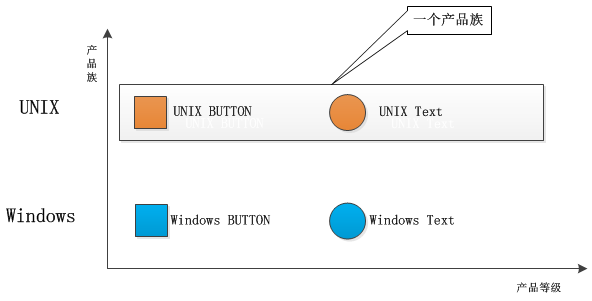 一个产品族
产
品
族
UNIX
UNIX BUTTON
UNIX Text
Windows
Windows BUTTON
Windows Text
产品等级